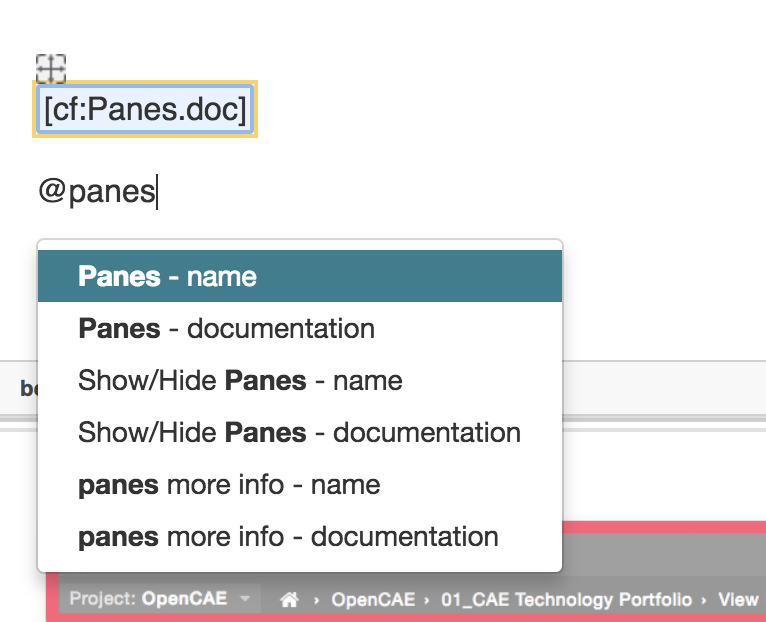 [cf:Panes.doc]
@panes
Panes - name
Panes - documentation
Show/Hide Panes - name
Show/Hide Panes - documentation
panes more info - name
panes more info - documentation
Project: OpenCAE
› OpenCAE › 01_CAE Technology Portfolio › View